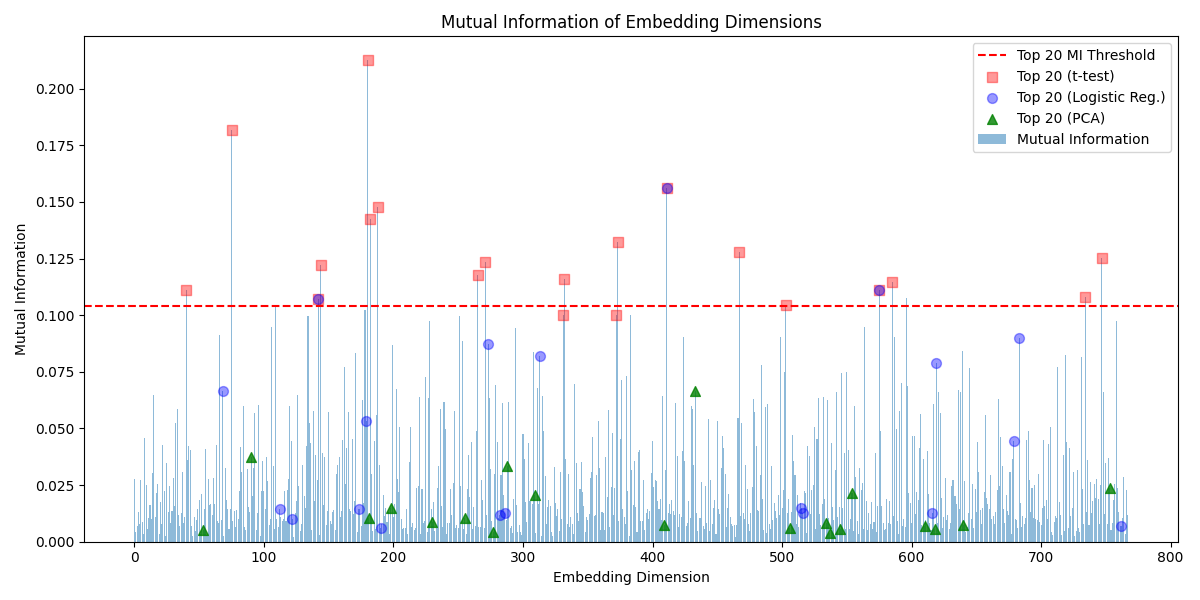 Mutual Information of Embedding Dimensions
Top 20 MI Threshold
Top 20 (t-test)
Top 20 (Logistic Reg.)
Top 20 (PCA)
Mutual Information
Mutual Information
0.200
0.175
0.150
0.125
0.100
0.075
0.050
0.025
0.000
0 100 200 300 400 500 600 700 800
Embedding Dimension